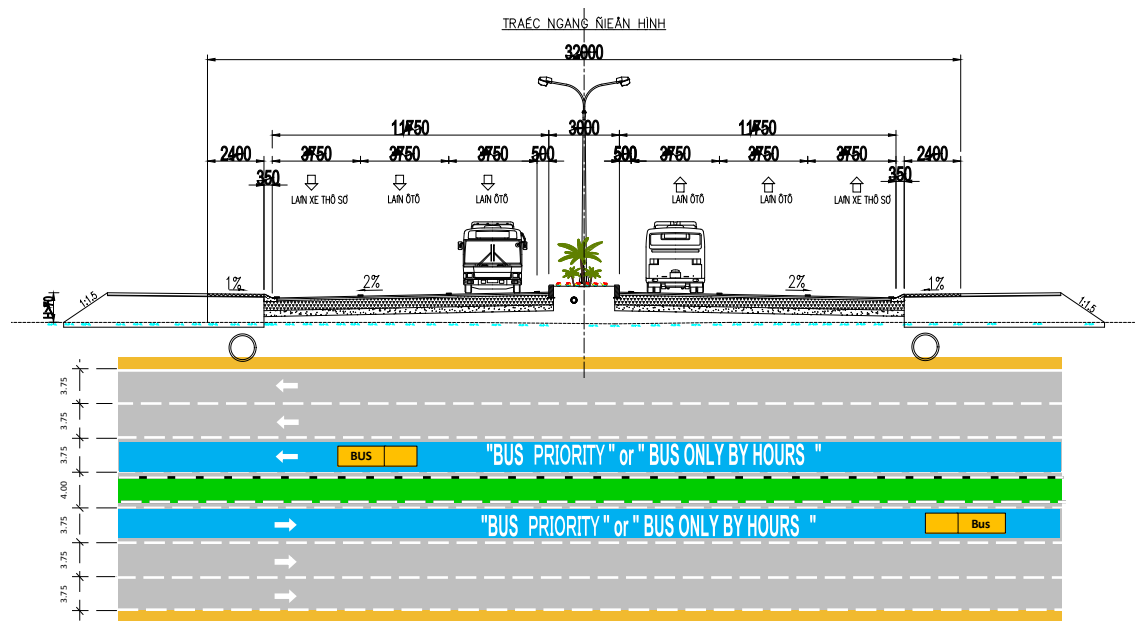 TRAÉC NGANG ÑIEÅN HÌNH
32000
11750 3000 11750
2400 3750 3750 3750 500 500 3750 3750 3750 2400
350 350
LAØN XE THÔ SƠ LAØN ÔTÔ LAØN ÔTÔ LAØN ÔTÔ LAØN ÔTÔ LAØN XE THÔ SƠ
1:1.5 1% 2% 2% 1% 1:1.5
3.75
3.75
3.75 BUS "BUS PRIORITY " or " BUS ONLY BY HOURS "
4.00
3.75 "BUS PRIORITY " or " BUS ONLY BY HOURS " Bus
3.75
3.75